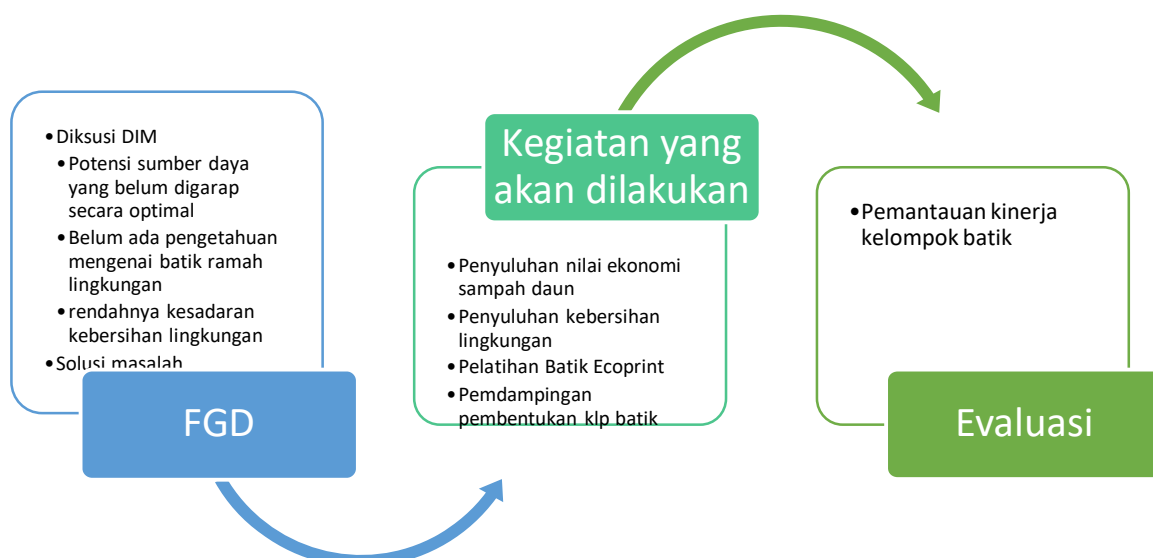 •Diksusi DIM
•Potensi sumber daya
yang belum digarap
secara optimal
•Belum ada pengetahuan
mengenai batik ramah
lingkungan
•rendahnya kesadaran
kebersihan lingkungan
•Solusi masalah
FGD
Kegiatan yang
akan dilakukan
•Penyuluhan nilai ekonomi
sampah daun
•Penyuluhan kebersihan
lingkungan
•Pelatihan Batik Ecoprint
•Pemdampingan
pembentukan klp batik
•Pemantauan kinerja
kelompok batik
Evaluasi